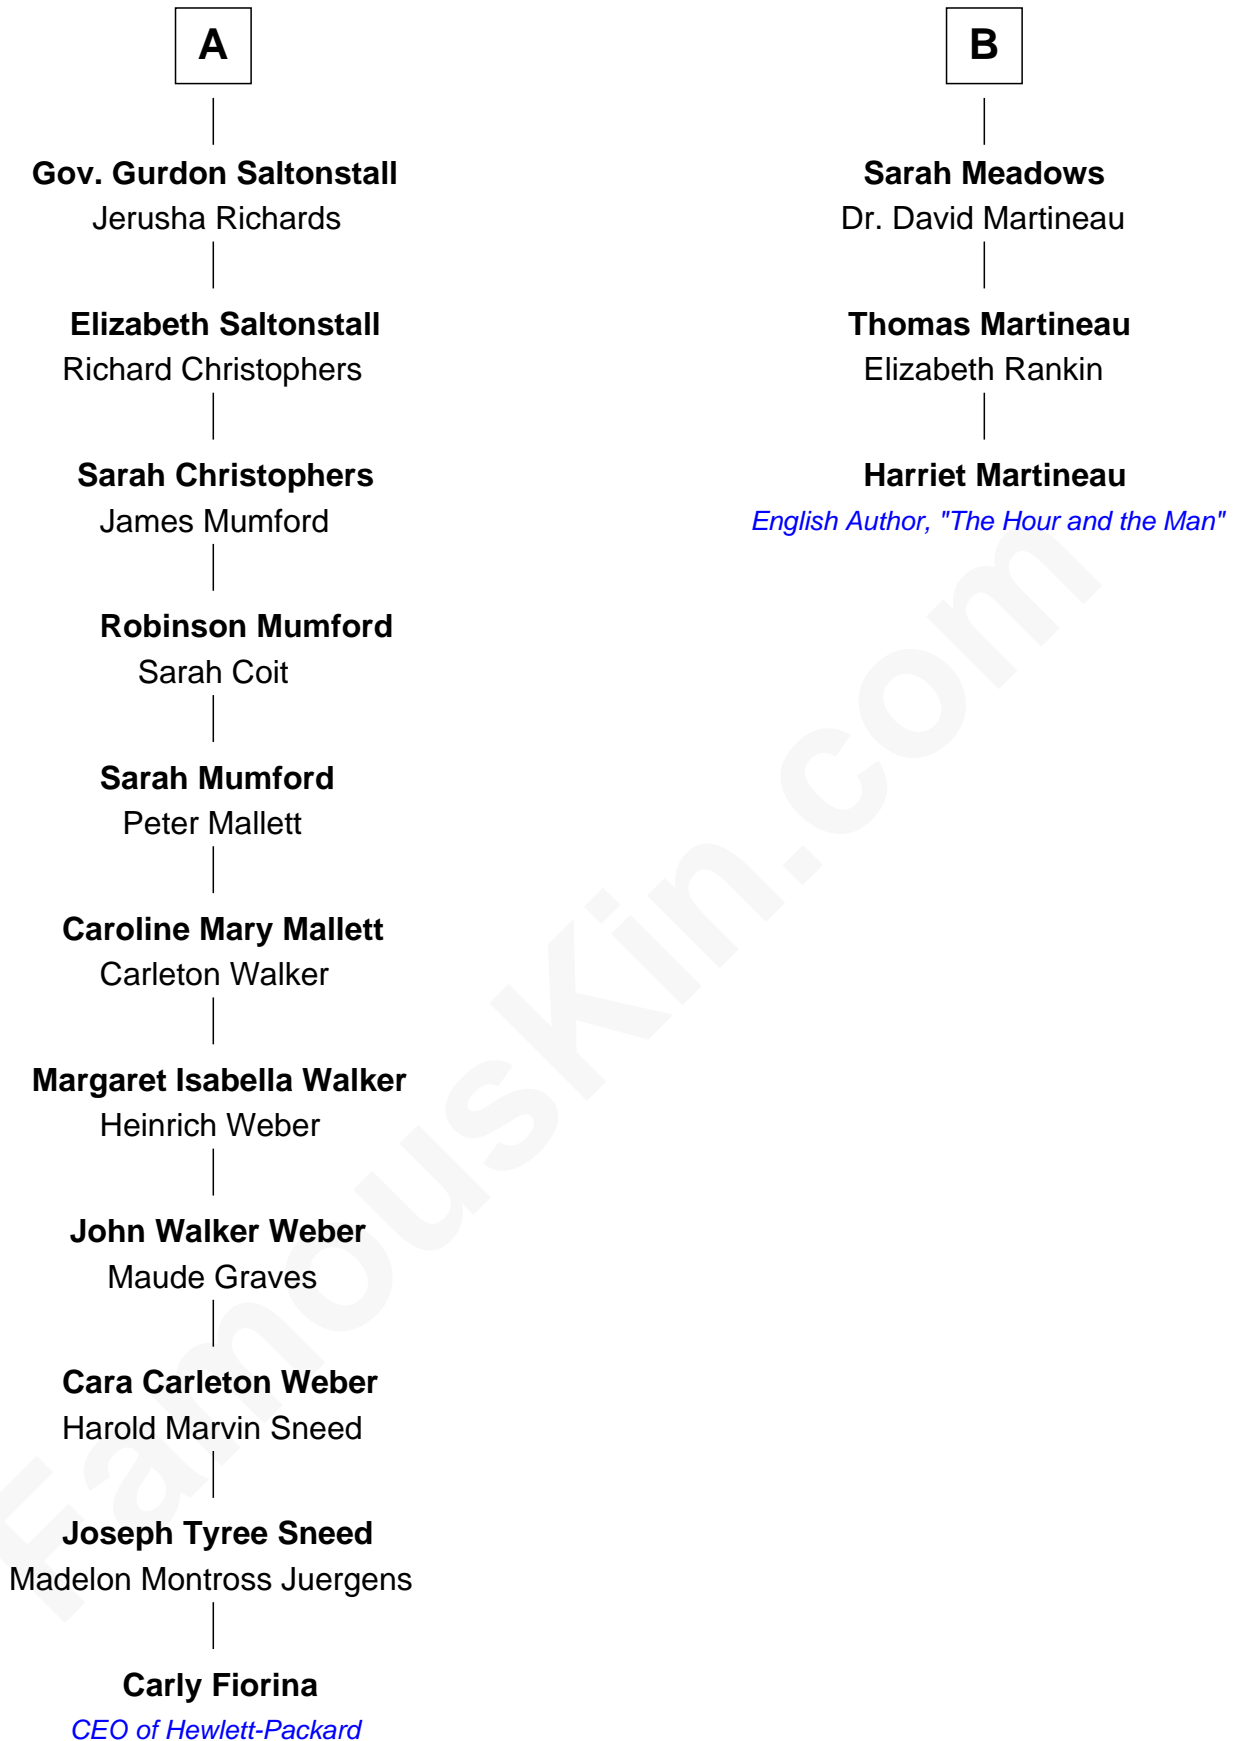 A
Gov. Gurdon Saltonstall
Jerusha Richards
Elizabeth Saltonstall
Richard Christophers
Sarah Christophers
James Mumford
Robinson Mumford
Sarah Coit
Sarah Mumford
Peter Mallett
Caroline Mary Mallett
Carleton Walker
Margaret Isabella Walker
Heinrich Weber
John Walker Weber
Maude Graves
Cara Carleton Weber
Harold Marvin Sneed
Joseph Tyree Sneed
Madelon Montross Juergens
Carly Fiorina
CEO of Hewlett-Packard
B
Sarah Meadows
Dr. David Martineau
Thomas Martineau
Elizabeth Rankin
Harriet Martineau
English Author, "The Hour and the Man"
FamousKin.com